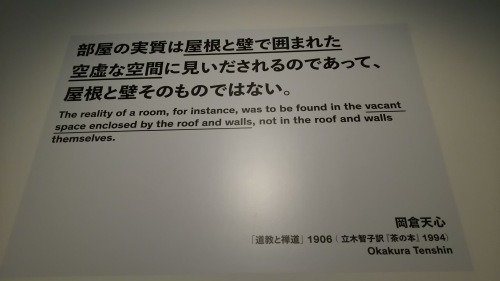 部屋の実質は屋根と壁で囲まれた
空虚な空間に見いだされるのであって、
屋根と壁そのものではない。
The reality of a room, for instance, was to be found in the vacant
space enclosed by the roof and walls, not in the roof and walls
themselves.
岡倉天心
「道教と禅道」1906（立木智子訳『茶の本』1994）
Okakura Tenshin